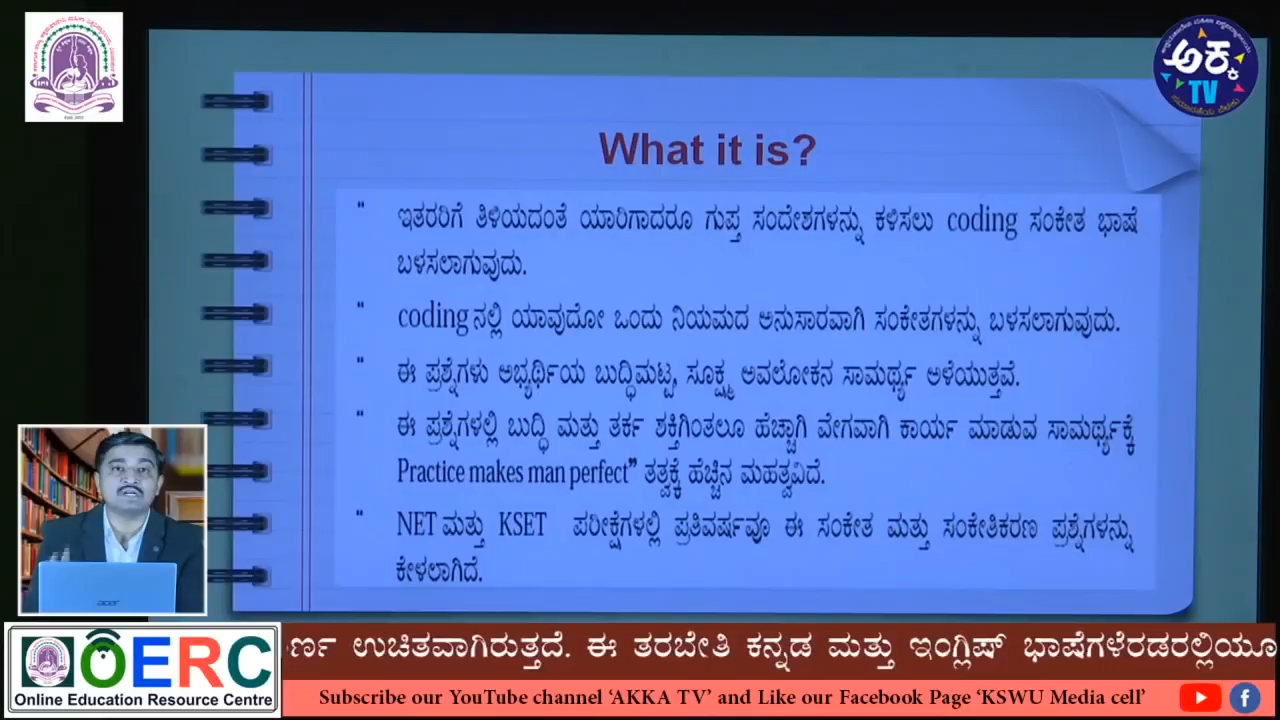 ಅಕ್ಕ
TV
What it is?
" ಇತರರಿಗೆ ತಿಳಿಯದಂತೆ ಯಾರಿಗಾದರೂ ಗುಪ್ತ ಸಂದೇಶಗಳನ್ನು ಕಳಿಸಲು coding ಸಂಕೇತ ಭಾಷೆ
ಬಳಸಲಾಗುವುದು.
" coding ನಲ್ಲಿ ಯಾವುದೋ ಒಂದು ನಿಯಮದ ಅನುಸಾರವಾಗಿ ಸಂಕೇತಗಳನ್ನು ಬಳಸಲಾಗುವುದು.
" ಈ ಪ್ರಶ್ನೆಗಳು ಅಭ್ಯರ್ಥಿಯ ಬುದ್ಧಿಮಟ್ಟ, ಸೂಕ್ಷ್ಮ ಅವಲೋಕನ ಸಾಮರ್ಥ್ಯ ಅಳೆಯುತ್ತವೆ.
" ಈ ಪ್ರಶ್ನೆಗಳಲ್ಲಿ ಬುದ್ಧಿ ಮತ್ತು ತರ್ಕ ಶಕ್ತಿಗಿಂತಲೂ ಹೆಚ್ಚಾಗಿ ವೇಗವಾಗಿ ಕಾರ್ಯ ಮಾಡುವ ಸಾಮರ್ಥ್ಯಕ್ಕೆ
Practice makes man perfect” ತತ್ವಕ್ಕೆ ಹೆಚ್ಚಿನ ಮಹತ್ವವಿದೆ.
" NET ಮತ್ತು KSET ಪರೀಕ್ಷೆಗಳಲ್ಲಿ ಪ್ರತಿವರ್ಷವೂ ಈ ಸಂಕೇತ ಮತ್ತು ಸಂಕೇತಿಕರಣ ಪ್ರಶ್ನೆಗಳನ್ನು
ಕೇಳಲಾಗಿದೆ.
acer
OERC
Online Education Resource Centre
ರ್ಣ ಉಚಿತವಾಗಿರುತ್ತದೆ. ಈ ತರಬೇತಿ ಕನ್ನಡ ಮತ್ತು ಇಂಗ್ಲಿಷ್ ಭಾಷೆಗಳೆರಡರಲ್ಲಿಯೂ
Subscribe our YouTube channel ‘AKKA TV’ and Like our Facebook Page ‘KSWU Media cell’